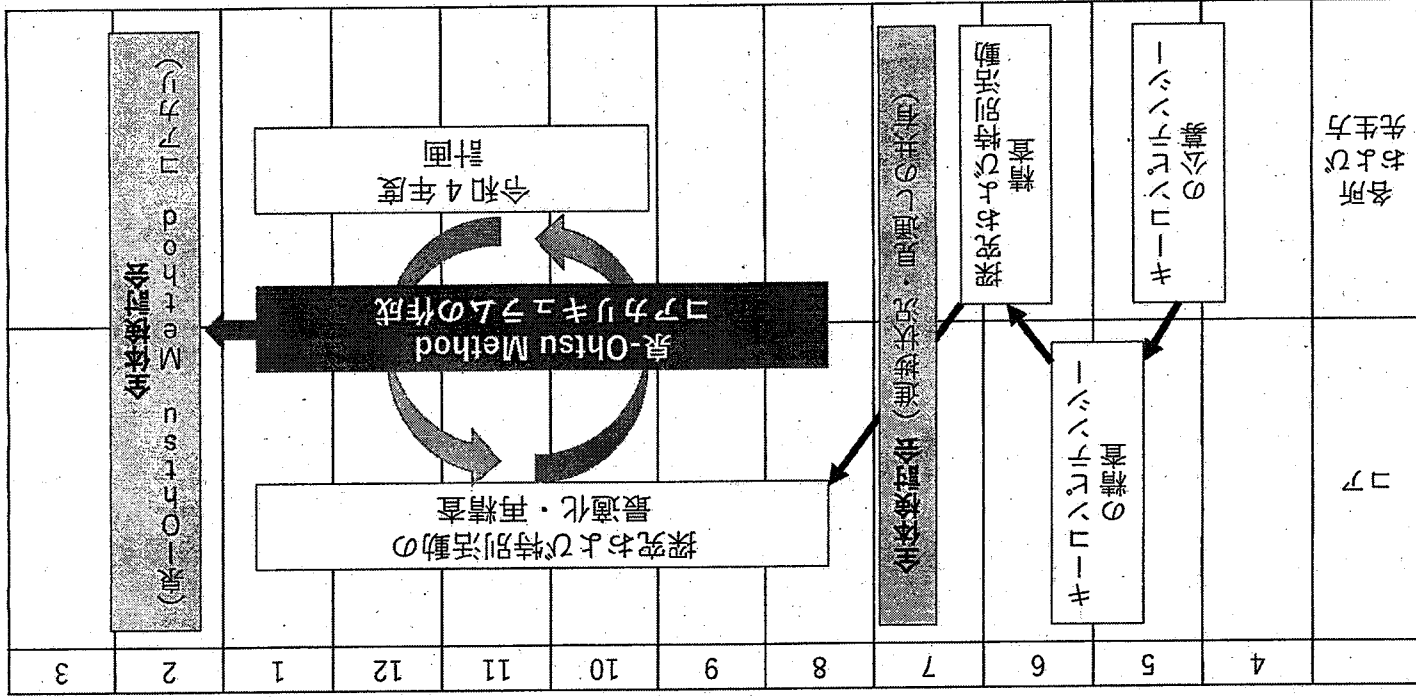 4 5 6 7 8 9 10 11 12 1 2 3
コア
キーコンピテンシー
の精査
全体検討会（進捗状況・見通しの共有）
探究および特別活動の
最適化・再精査
泉-Ohtsu Method
コアカリキュラムの作成
全体検討会
（泉-Ohtsu Method コアカリ）
各所
および
先生方
キーコンピテンシー
の公募
探究および特別活動
精査
令和４年度
計画